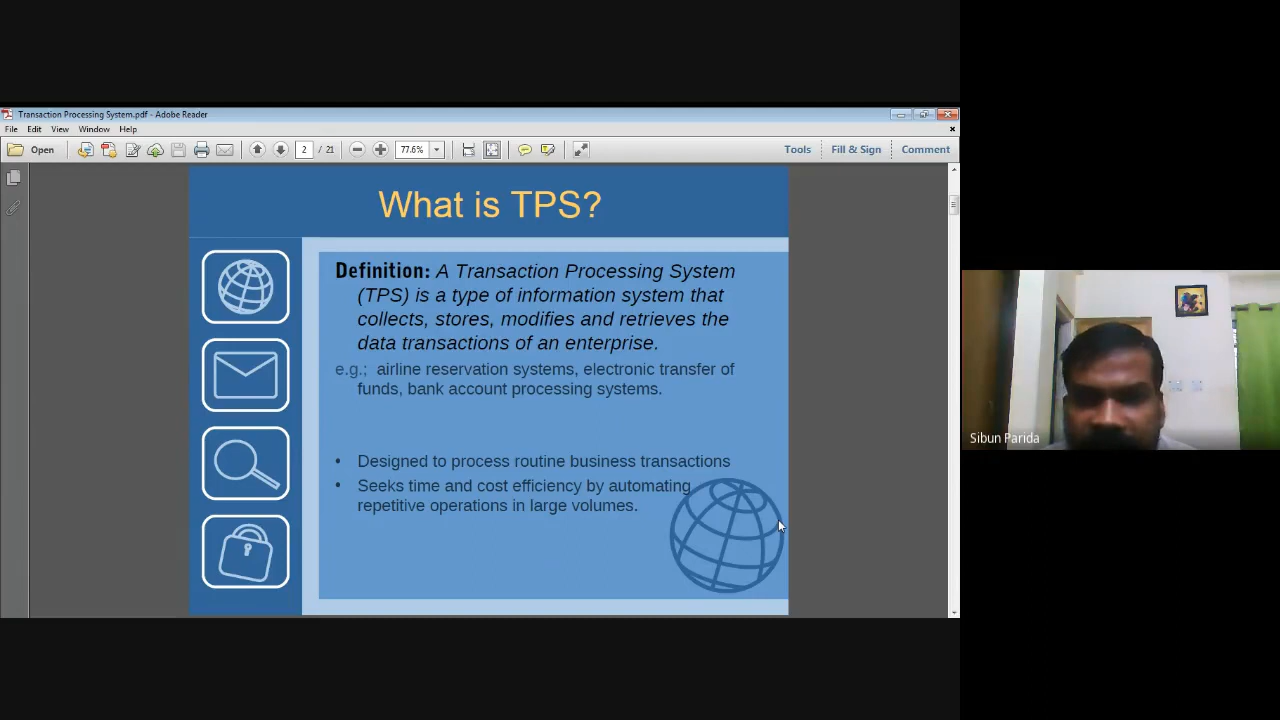 Transaction Processing System.pdf - Adobe Reader
File Edit View Window Help
Open 2 / 21 77.6% Tools Fill & Sign Comment
What is TPS?
Definition: A Transaction Processing System
(TPS) is a type of information system that
collects, stores, modifies and retrieves the
data transactions of an enterprise.
e.g.; airline reservation systems, electronic transfer of
funds, bank account processing systems.
• Designed to process routine business transactions
• Seeks time and cost efficiency by automating
repetitive operations in large volumes.
Sibun Parida